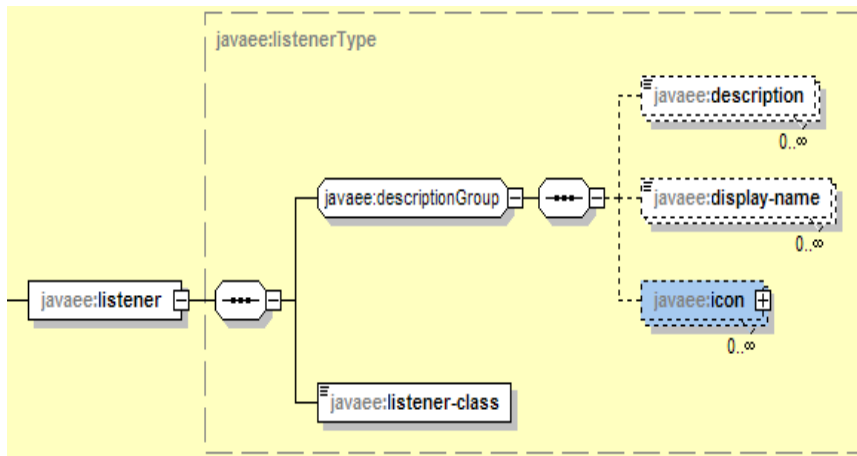 javaee:listenerType
javaee:description
0..∞
javaee:descriptionGroup
javaee:display-name
0..∞
javaee:listener
javaee:icon
0..∞
javaee:listener-class